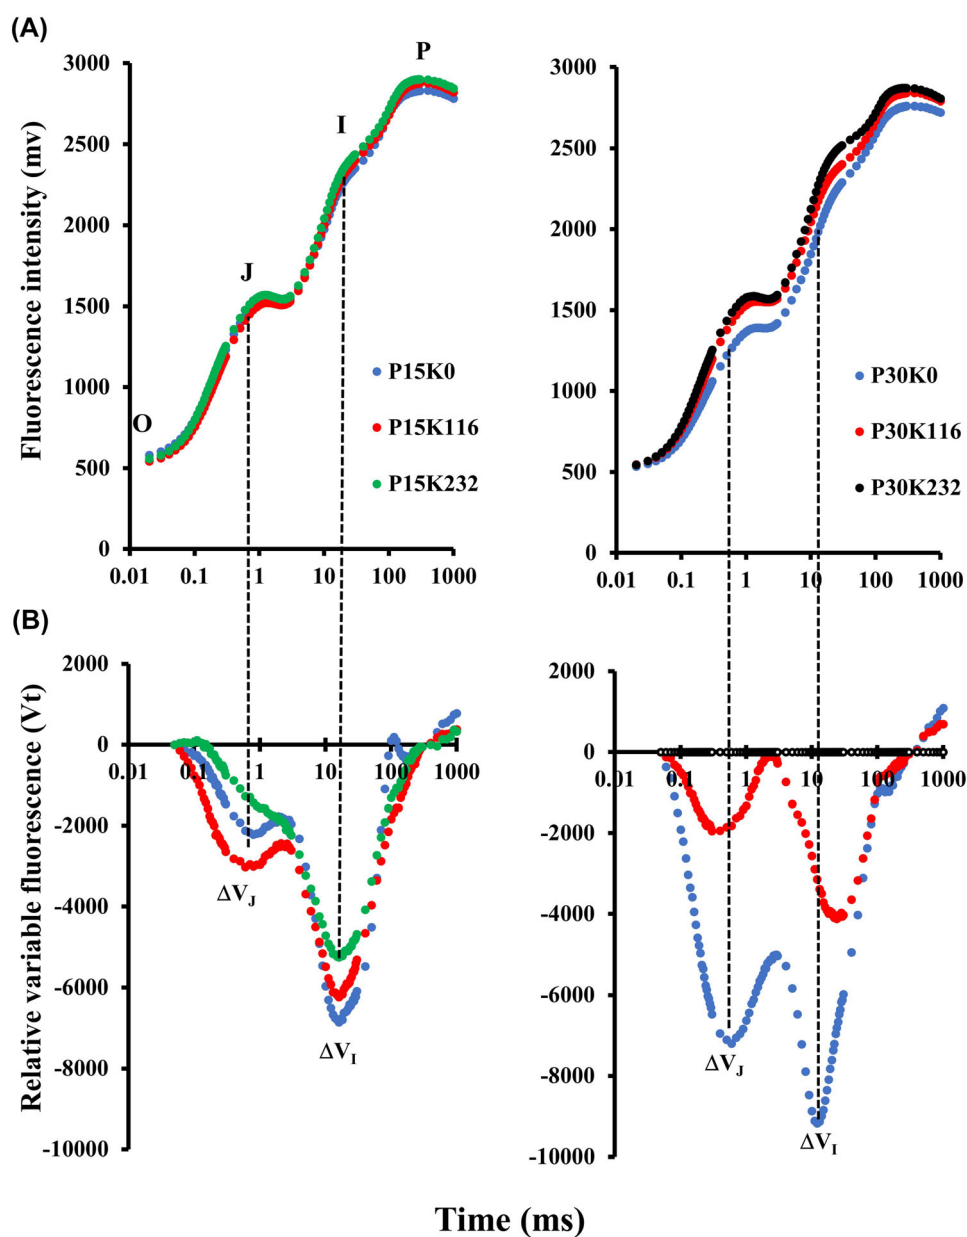 (A)
Fluorescence intensity (mv)
3000
2500
2000
1500
1000
500
0
0.01 0.1 1 10 100 1000
O
J
I
P
P15K0
P15K116
P15K232
3000
2500
2000
1500
1000
500
0
0.01 0.1 1 10 100 1000
P30K0
P30K116
P30K232
(B)
Relative variable fluorescence (Vt)
2000
0
-2000
-4000
-6000
-8000
-10000
0.01 0.1 1 10 100 1000
ΔVJ
ΔVI
2000
0
-2000
-4000
-6000
-8000
-10000
0.01 0.1 1 10 100 1000
ΔVJ
ΔVI
Time (ms)